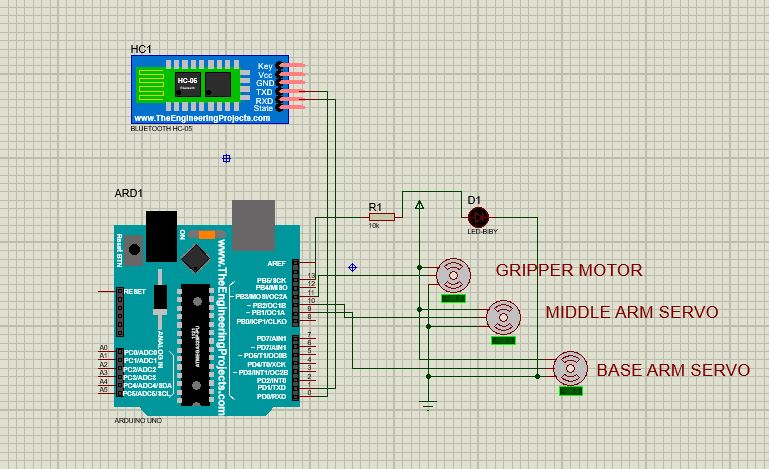 HC1
HC-06
Bluetooth
Key
Vcc
GND
TXD
RXD
State
www.TheEngineeringProjects.com
BLUETOOTH HC-05
ARD1
Reset BTN
ON
www.TheEngineeringProjects.com
ANALOG IN
ATMEGA328P-PU
1121
AREF
PB5/SCK
13
PB4/MISO
12
~ PB3/MOSI/OC2A
11
~ PB2/OC1B
10
~ PB1/OC1A
9
PB0/ICP1/CLKO
8
PD7/AIN1
7
~ PD6/AIN1
6
~ PD5/T1/OC0B
5
PD4/T0/XCK
4
~ PD3/INT1/OC2B
3
PD2/INT0
2
PD1/TXD
1
PD0/RXD
0
RESET
A0
PC0/ADC0
A1
PC1/ADC1
A2
PC2/ADC2
A3
PC3/ADC3
A4
PC4/ADC4/SDA
A5
PC5/ADC5/SCL
ARDUINO UNO
R1
10k
D1
LED-BIBY
GRIPPER MOTOR
MIDDLE ARM SERVO
BASE ARM SERVO